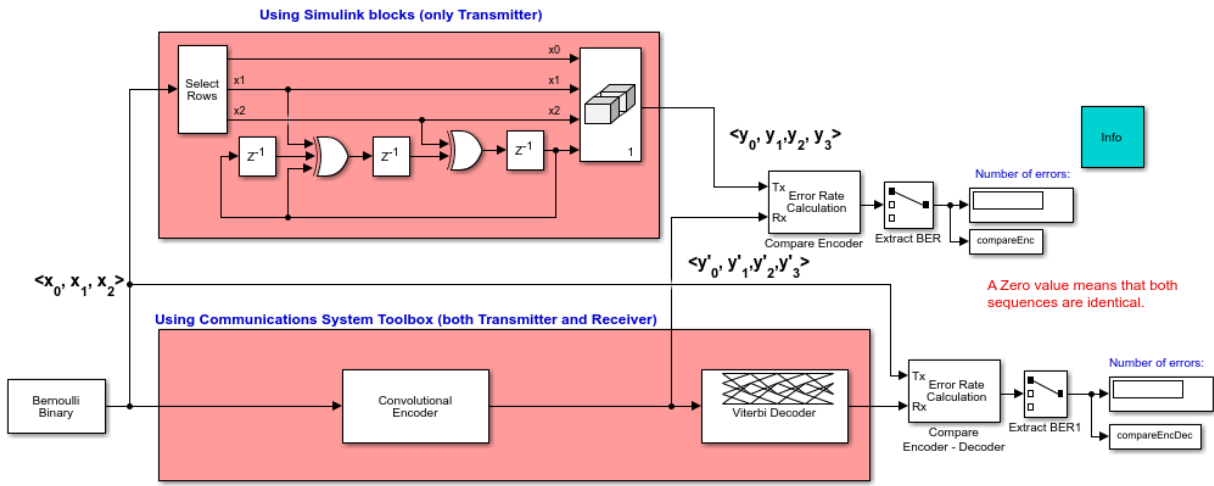 Using Simulink blocks (only Transmitter)
Select
Rows
x0
x1
x2
x0
x1
x2
1
Z-1
Z-1
Z-1
<y0, y1,y2, y3>
Info
Tx
Rx
Error Rate
Calculation
Compare Encoder
Extract BER
Number of errors:
compareEnc
<x0, x1, x2>
<y'0, y'1,y'2,y'3>
A Zero value means that both
sequences are identical.
Using Communications System Toolbox (both Transmitter and Receiver)
Bernoulli
Binary
Convolutional
Encoder
Viterbi Decoder
Tx
Rx
Error Rate
Calculation
Compare
Encoder - Decoder
Extract BER1
Number of errors:
compareEncDec